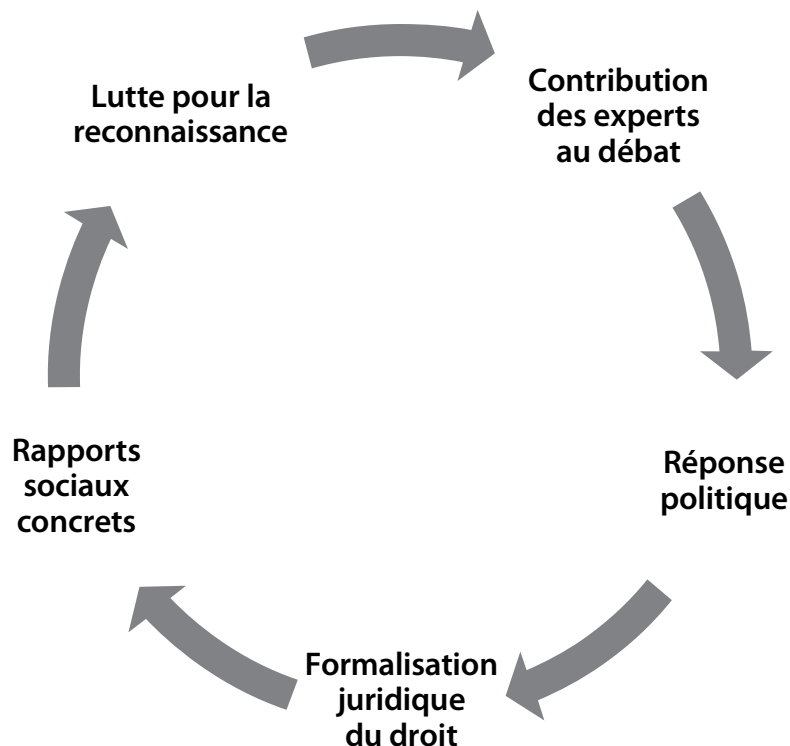 Lutte pour la
reconnaissance
Contribution
des experts
au débat
Réponse
politique
Formalisation
juridique
du droit
Rapports
sociaux
concrets